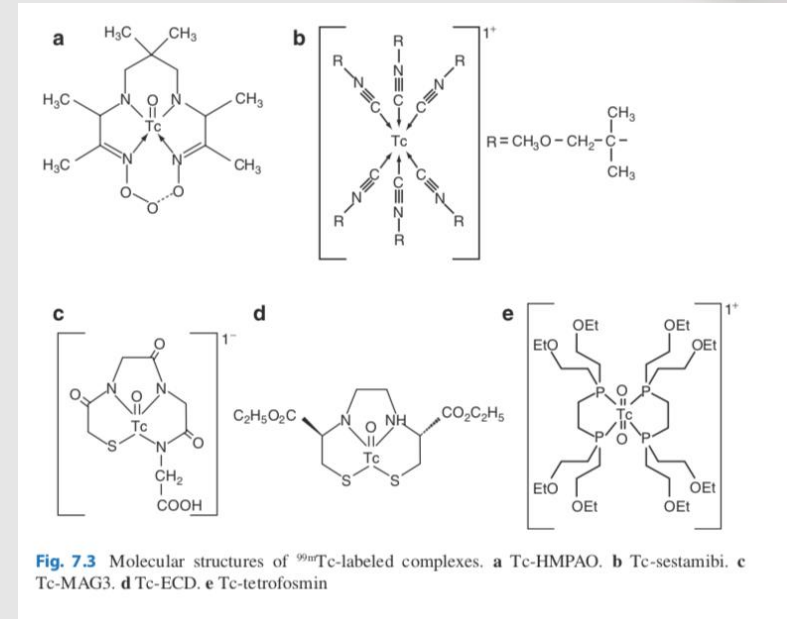 a
H₃C CH₃
H₃C N O N CH₃
Tc
H₃C N N CH₃
O O
O
b
1⁺
R R R
N N N
C C C
Tc
C C C
N N N
R R R
R=CH₃O–CH₂–C–
CH₃
CH₃
c
1⁻
O
N O N
O
Tc
S N O
CH₂
COOH
d
C₂H₅O₂C N O NH CO₂C₂H₅
Tc
S S
e
1⁺
OEt OEt
EtO OEt
P O P
Tc
P O P
EtO OEt
OEt OEt
Fig. 7.3 Molecular structures of ⁹⁹ᵐTc-labeled complexes. a Tc-HMPAO. b Tc-sestamibi. c
Tc-MAG3. d Tc-ECD. e Tc-tetrofosmin